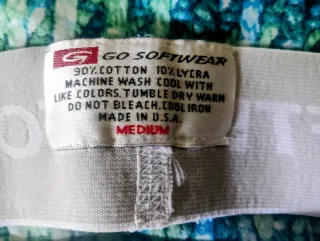 G GO SOFTWEAR
90% COTTON 10% LYCRA
MACHINE WASH COOL WITH
LIKE COLORS. TUMBLE DRY WARM
DO NOT BLEACH. COOL IRON
MADE IN U.S.A.
MEDIUM